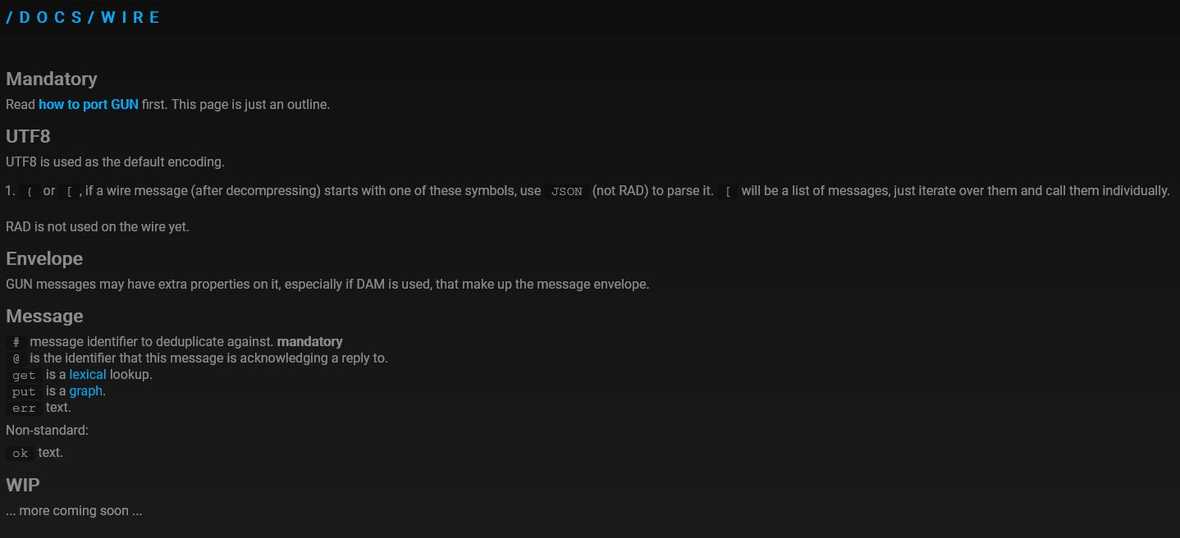 /DOCS/WIRE
Mandatory
Read how to port GUN first. This page is just an outline.
UTF8
UTF8 is used as the default encoding.
1. { or [ , if a wire message (after decompressing) starts with one of these symbols, use JSON (not RAD) to parse it. [ will be a list of messages, just iterate over them and call them individually.
RAD is not used on the wire yet.
Envelope
GUN messages may have extra properties on it, especially if DAM is used, that make up the message envelope.
Message
# message identifier to deduplicate against. mandatory
@ is the identifier that this message is acknowledging a reply to.
get is a lexical lookup.
put is a graph.
err text.
Non-standard:
ok text.
WIP
... more coming soon ...